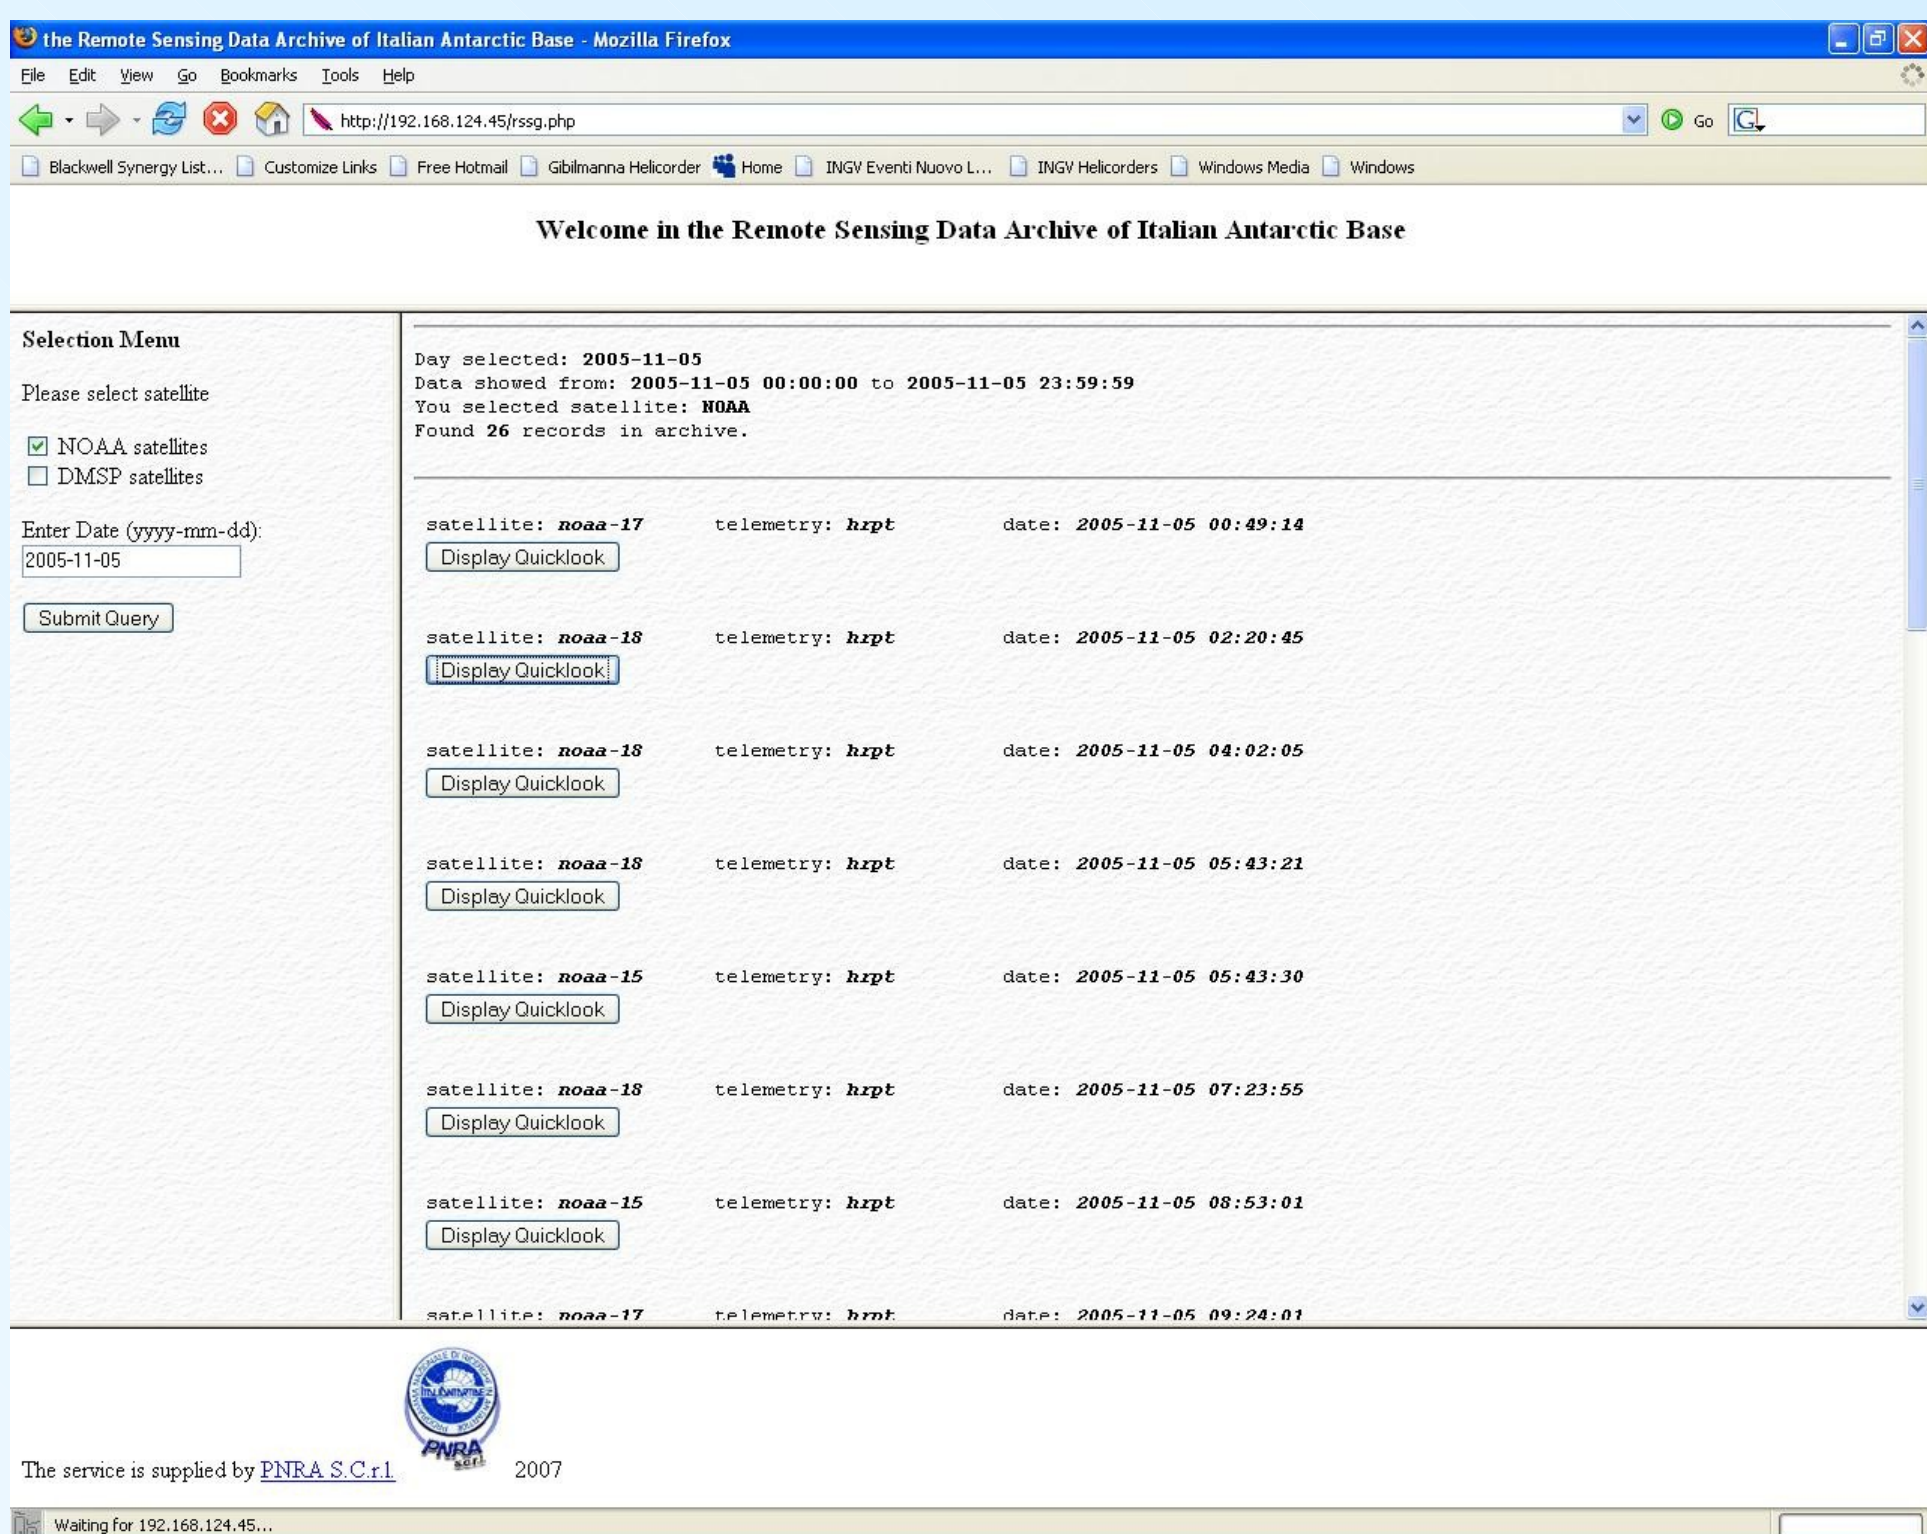 the Remote Sensing Data Archive of Italian Antarctic Base - Mozilla Firefox
File Edit View Go Bookmarks Tools Help
http://192.168.124.45/rssg.php Go G
Blackwell Synergy List... Customize Links Free Hotmail Gibilmanna Helicorder Home INGV Eventi Nuovo L... INGV Helicorders Windows Media Windows
Welcome in the Remote Sensing Data Archive of Italian Antarctic Base
Selection Menu
Please select satellite
NOAA satellites
DMSP satellites
Enter Date (yyyy-mm-dd):
2005-11-05
Submit Query
Day selected: 2005-11-05
Data showed from: 2005-11-05 00:00:00 to 2005-11-05 23:59:59
You selected satellite: NOAA
Found 26 records in archive.
satellite: noaa-17 telemetry: hrpt date: 2005-11-05 00:49:14
Display Quicklook
satellite: noaa-18 telemetry: hrpt date: 2005-11-05 02:20:45
Display Quicklook
satellite: noaa-18 telemetry: hrpt date: 2005-11-05 04:02:05
Display Quicklook
satellite: noaa-18 telemetry: hrpt date: 2005-11-05 05:43:21
Display Quicklook
satellite: noaa-15 telemetry: hrpt date: 2005-11-05 05:43:30
Display Quicklook
satellite: noaa-18 telemetry: hrpt date: 2005-11-05 07:23:55
Display Quicklook
satellite: noaa-15 telemetry: hrpt date: 2005-11-05 08:53:01
Display Quicklook
satellite: noaa-17 telemetry: hrpt date: 2005-11-05 09:24:01
PNRA
s.c.r.l.
The service is supplied by PNRA S.C.r.l. 2007
Waiting for 192.168.124.45...